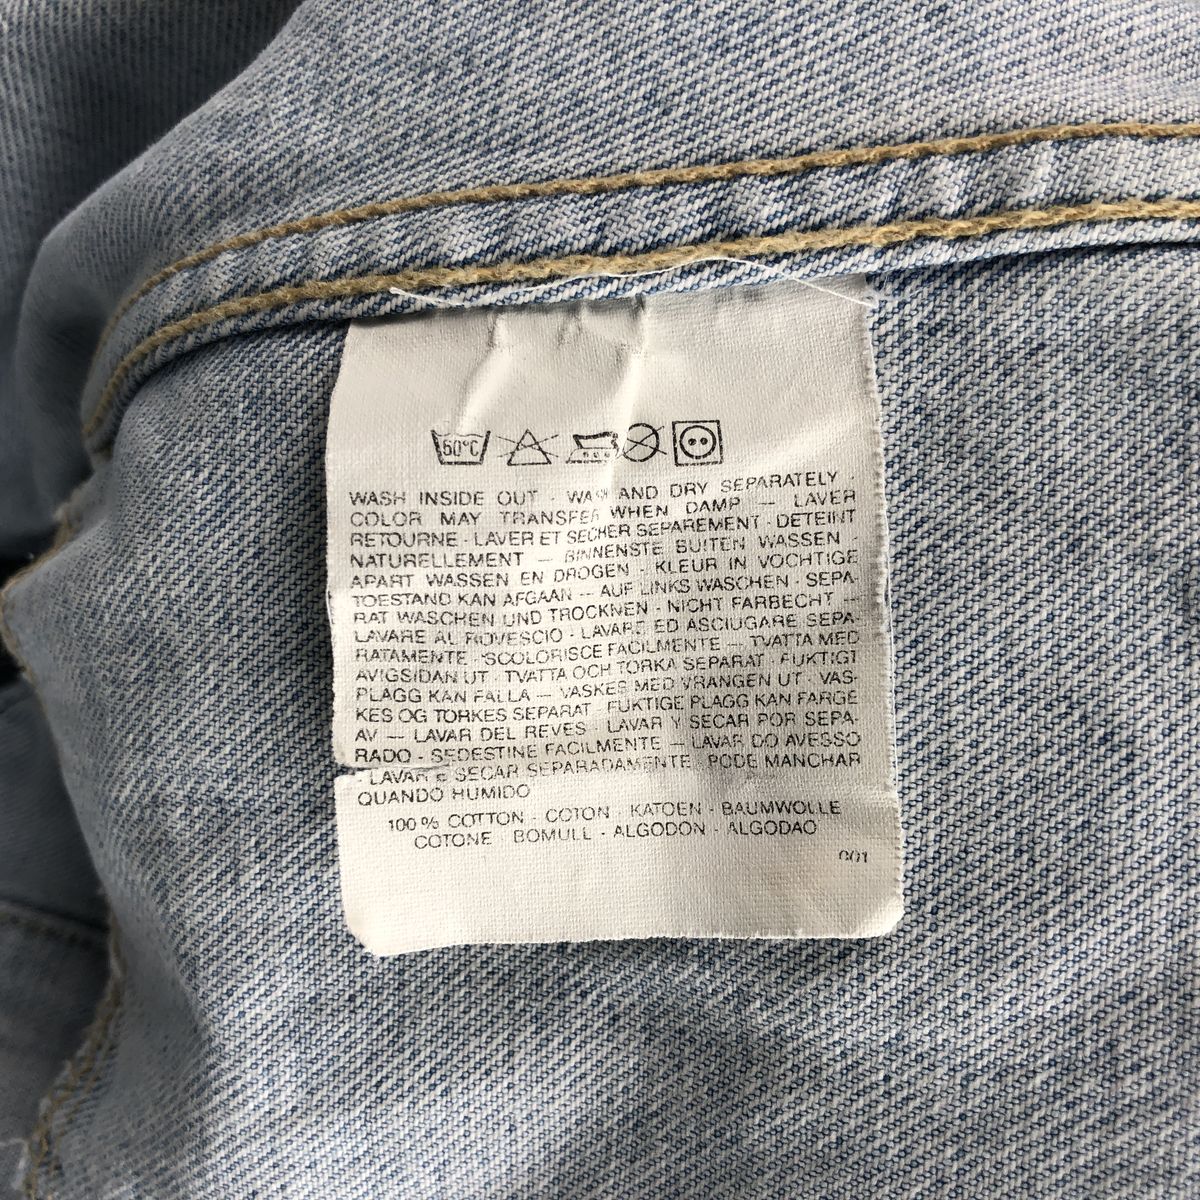 60°C
WASH INSIDE OUT - WASH AND DRY SEPARATELY -
COLOR MAY TRANSFER WHEN DAMP — LAVER
RETOURNE - LAVER ET SECHER SEPAREMENT - DETEINT
NATURELLEMENT — BINNENSTE BUITEN WASSEN -
APART WASSEN EN DROGEN - KLEUR IN VOCHTIGE
TOESTAND KAN AFGAAN — AUF LINKS WASCHEN - SEPA-
RAT WASCHEN UND TROCKNEN - NICHT FARBECHT
LAVARE AL ROVESCIO - LAVARE ED ASCIUGARE SEPA-
RATAMENTE - SCOLORISCE FACILMENTE — TVATTA MED
AVIGSIDAN UT - TVATTA OCH TORKA SEPARAT - FUKTIGT
PLAGG KAN FALLA — VASKES MED VRANGEN UT - VAS-
KES OG TORKES SEPARAT FUKTIGE PLAGG KAN FARGE
AV — LAVAR DEL REVES - LAVAR Y SECAR POR SEPA-
RADO - SEDESTINE FACILMENTE — LAVAR DO AVESSO
- LAVAR E SECAR SEPARADAMENTE PODE MANCHAR
QUANDO HUMIDO
100 % COTTON - COTON - KATOEN - BAUMWOLLE
COTONE BOMULL - ALGODON - ALGODAO
001